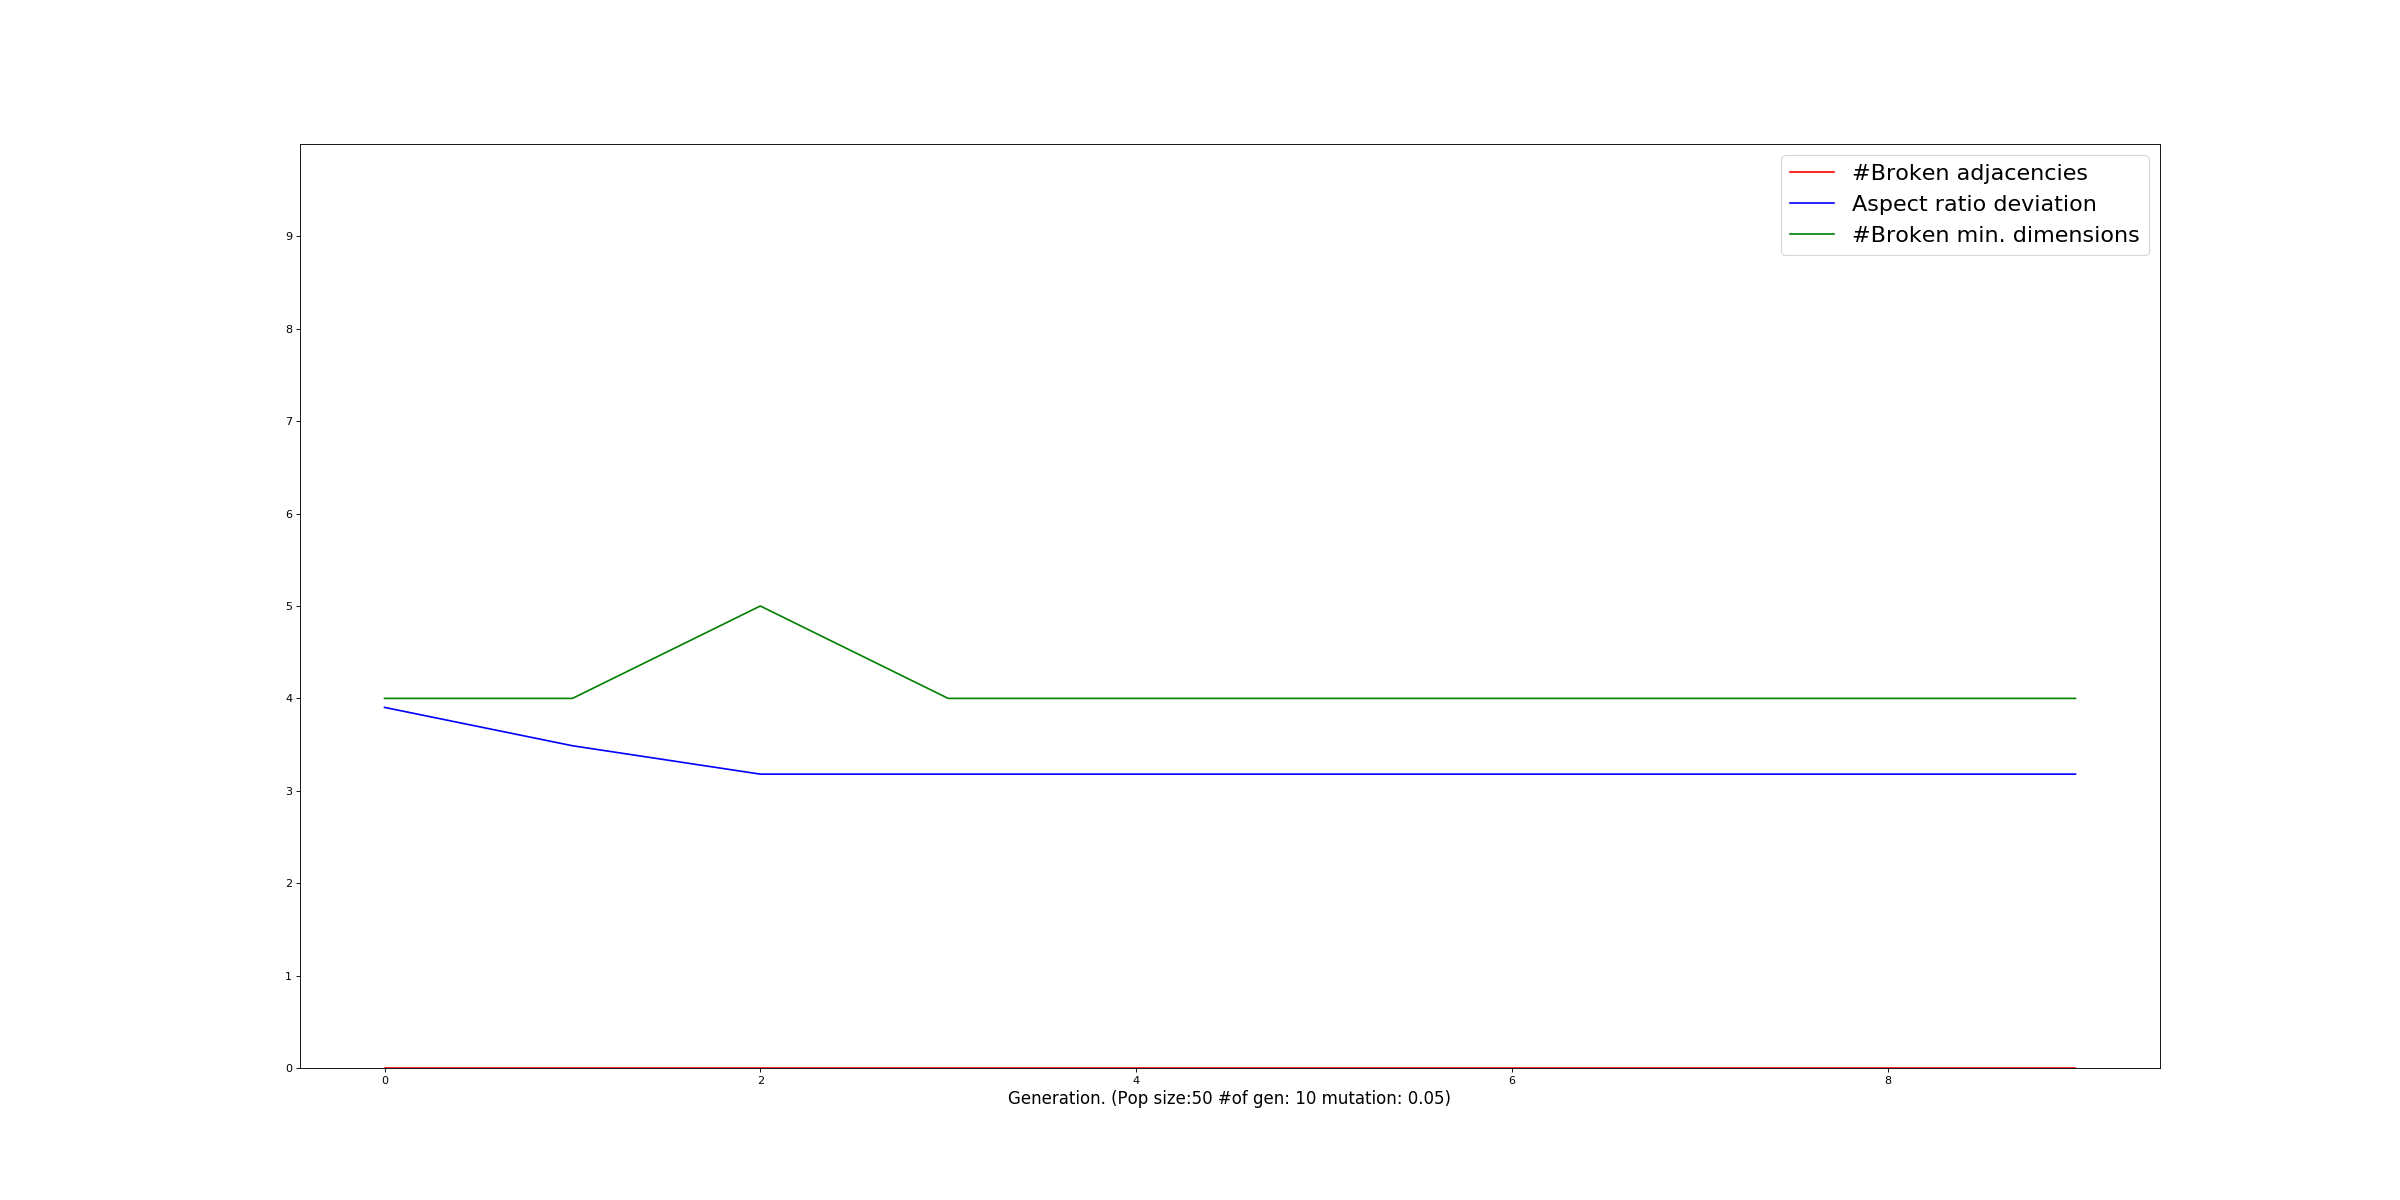 #Broken adjacencies
Aspect ratio deviation
#Broken min. dimensions
9
8
7
6
5
4
3
2
1
0
0 2 4 6 8
Generation. (Pop size:50 #of gen: 10 mutation: 0.05)